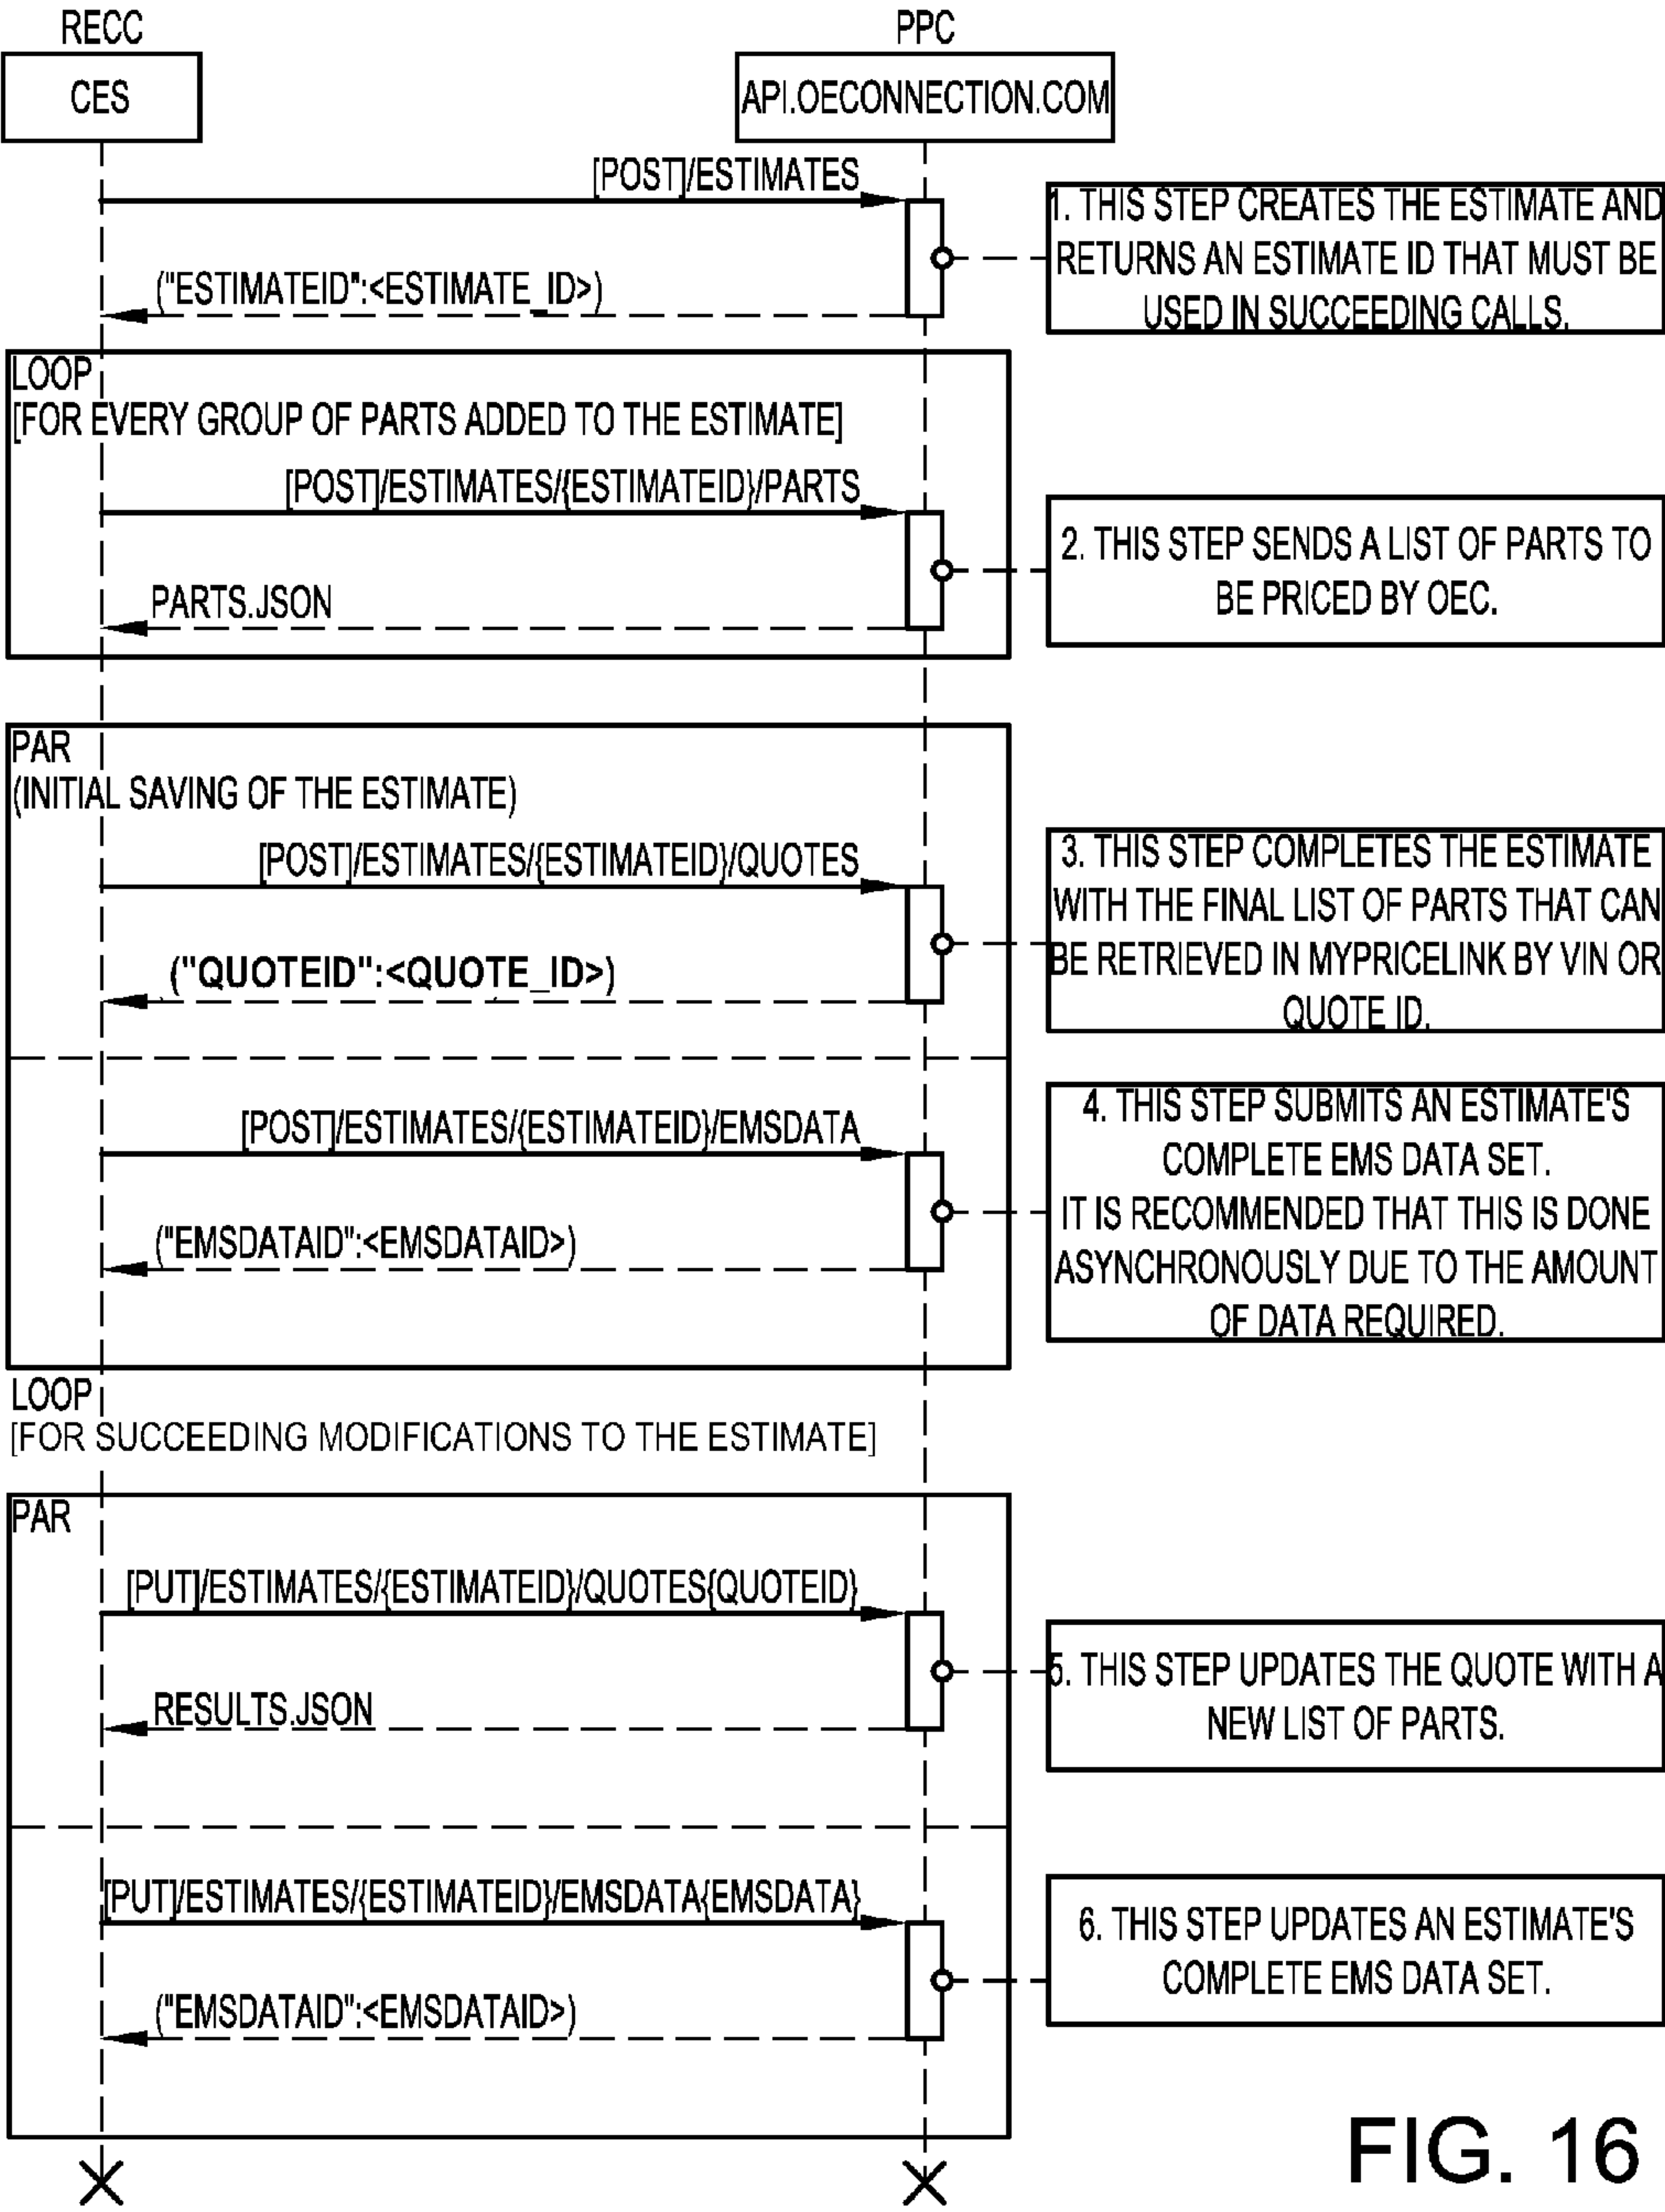 RECC
PPC
CES
API.OECONNECTION.COM
[POST]/ESTIMATES
1. THIS STEP CREATES THE ESTIMATE AND
RETURNS AN ESTIMATE ID THAT MUST BE
USED IN SUCCEEDING CALLS.
("ESTIMATEID":<ESTIMATE_ID>)
LOOP
[FOR EVERY GROUP OF PARTS ADDED TO THE ESTIMATE]
[POST]/ESTIMATES/{ESTIMATEID}/PARTS
2. THIS STEP SENDS A LIST OF PARTS TO
BE PRICED BY OEC.
PARTS.JSON
PAR
(INITIAL SAVING OF THE ESTIMATE)
[POST]/ESTIMATES/{ESTIMATEID}/QUOTES
3. THIS STEP COMPLETES THE ESTIMATE
WITH THE FINAL LIST OF PARTS THAT CAN
BE RETRIEVED IN MYPRICELINK BY VIN OR
QUOTE ID.
("QUOTEID":<QUOTE_ID>)
[POST]/ESTIMATES/{ESTIMATEID}/EMSDATA
4. THIS STEP SUBMITS AN ESTIMATE'S
COMPLETE EMS DATA SET.
IT IS RECOMMENDED THAT THIS IS DONE
ASYNCHRONOUSLY DUE TO THE AMOUNT
OF DATA REQUIRED.
("EMSDATAID":<EMSDATAID>)
LOOP
[FOR SUCCEEDING MODIFICATIONS TO THE ESTIMATE]
PAR
[PUT]/ESTIMATES/{ESTIMATEID}/QUOTES{QUOTEID}
5. THIS STEP UPDATES THE QUOTE WITH A
NEW LIST OF PARTS.
RESULTS.JSON
[PUT]/ESTIMATES/{ESTIMATEID}/EMSDATA{EMSDATA}
6. THIS STEP UPDATES AN ESTIMATE'S
COMPLETE EMS DATA SET.
("EMSDATAID":<EMSDATAID>)
FIG. 16